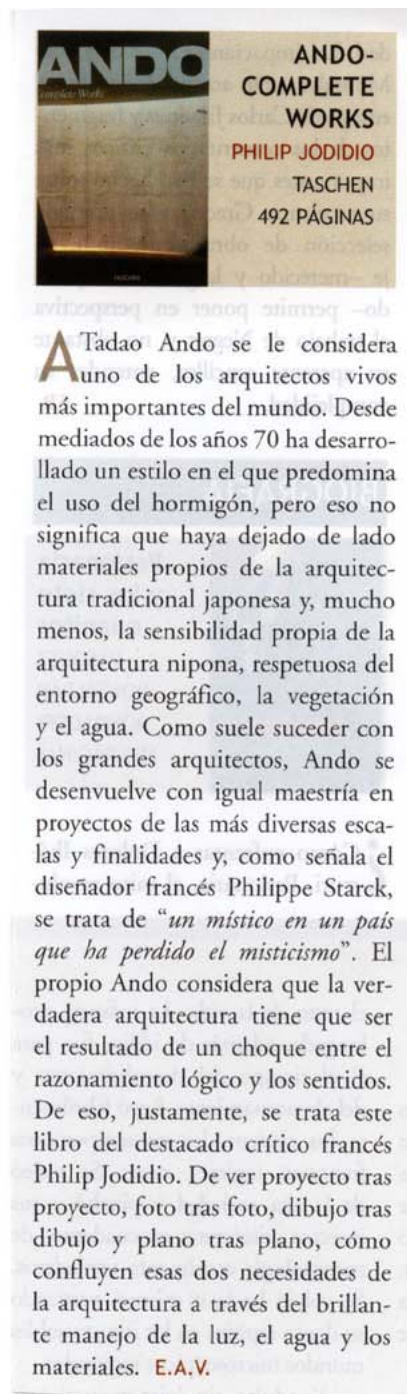 ANDO
Complete Works
TASCHEN
ANDO-
COMPLETE
WORKS
PHILIP JODIDIO
TASCHEN
492 PÁGINAS
A Tadao Ando se le considera
uno de los arquitectos vivos
más importantes del mundo. Desde
mediados de los años 70 ha desarro-
llado un estilo en el que predomina
el uso del hormigón, pero eso no
significa que haya dejado de lado
materiales propios de la arquitec-
tura tradicional japonesa y, mucho
menos, la sensibilidad propia de la
arquitectura nipona, respetuosa del
entorno geográfico, la vegetación
y el agua. Como suele suceder con
los grandes arquitectos, Ando se
desenvuelve con igual maestría en
proyectos de las más diversas esca-
las y finalidades y, como señala el
diseñador francés Philippe Starck,
se trata de “un místico en un país
que ha perdido el misticismo”. El
propio Ando considera que la ver-
dadera arquitectura tiene que ser
el resultado de un choque entre el
razonamiento lógico y los sentidos.
De eso, justamente, se trata este
libro del destacado crítico francés
Philip Jodidio. De ver proyecto tras
proyecto, foto tras foto, dibujo tras
dibujo y plano tras plano, cómo
confluyen esas dos necesidades de
la arquitectura a través del brillan-
te manejo de la luz, el agua y los
materiales. E.A.V.